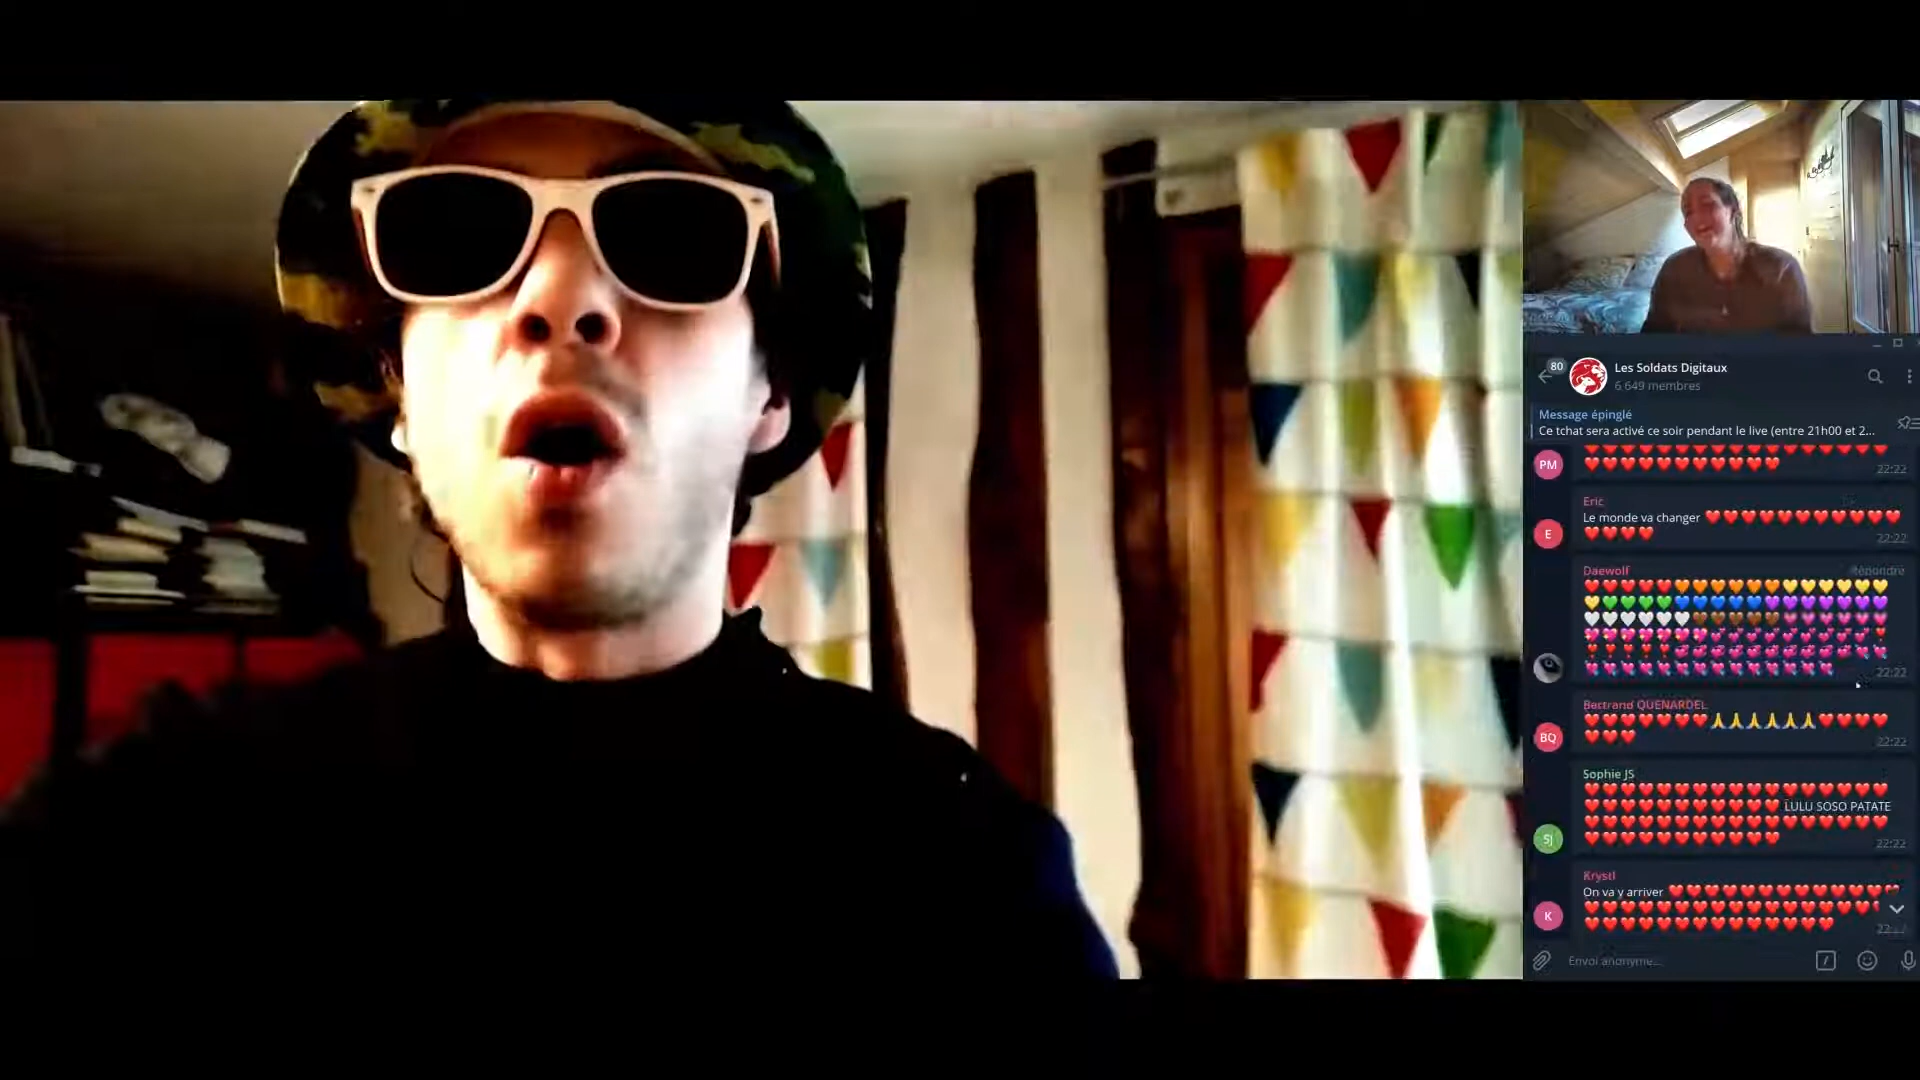 80
Les Soldats Digitaux
6 649 membres
Message épinglé
Ce tchat sera activé ce soir pendant le live (entre 21h00 et 2...
PM
22:22
Eric
Le monde va changer ❤️❤️❤️❤️❤️❤️❤️❤️❤️❤️❤️
❤️❤️❤️❤️
E
22:22
Daewolf
Répondre
22:22
Bertrand QUENARDEL
BQ
22:22
Sophie JS
LULU SOSO PATATE
SJ
22:22
Krystl
On va y arriver
K
Envoi anonyme...